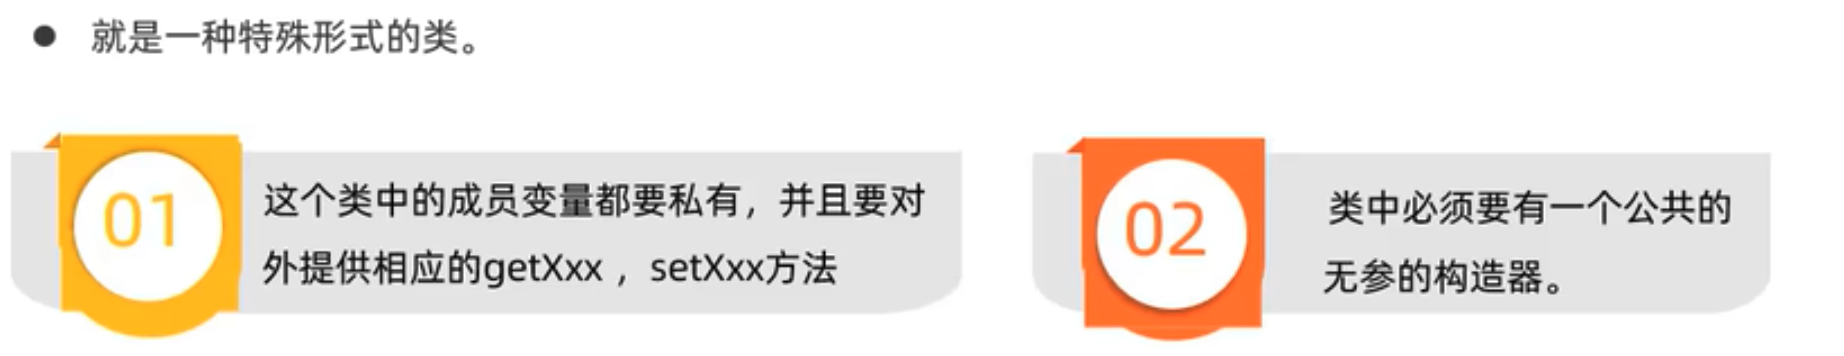 就是一种特殊形式的类。
01
这个类中的成员变量都要私有，并且要对
外提供相应的getXxx ，setXxx方法
02
类中必须要有一个公共的
无参的构造器。